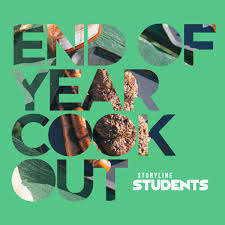 END OF
YEAR
COOK
OUT
STORYLINE
STUDENTS